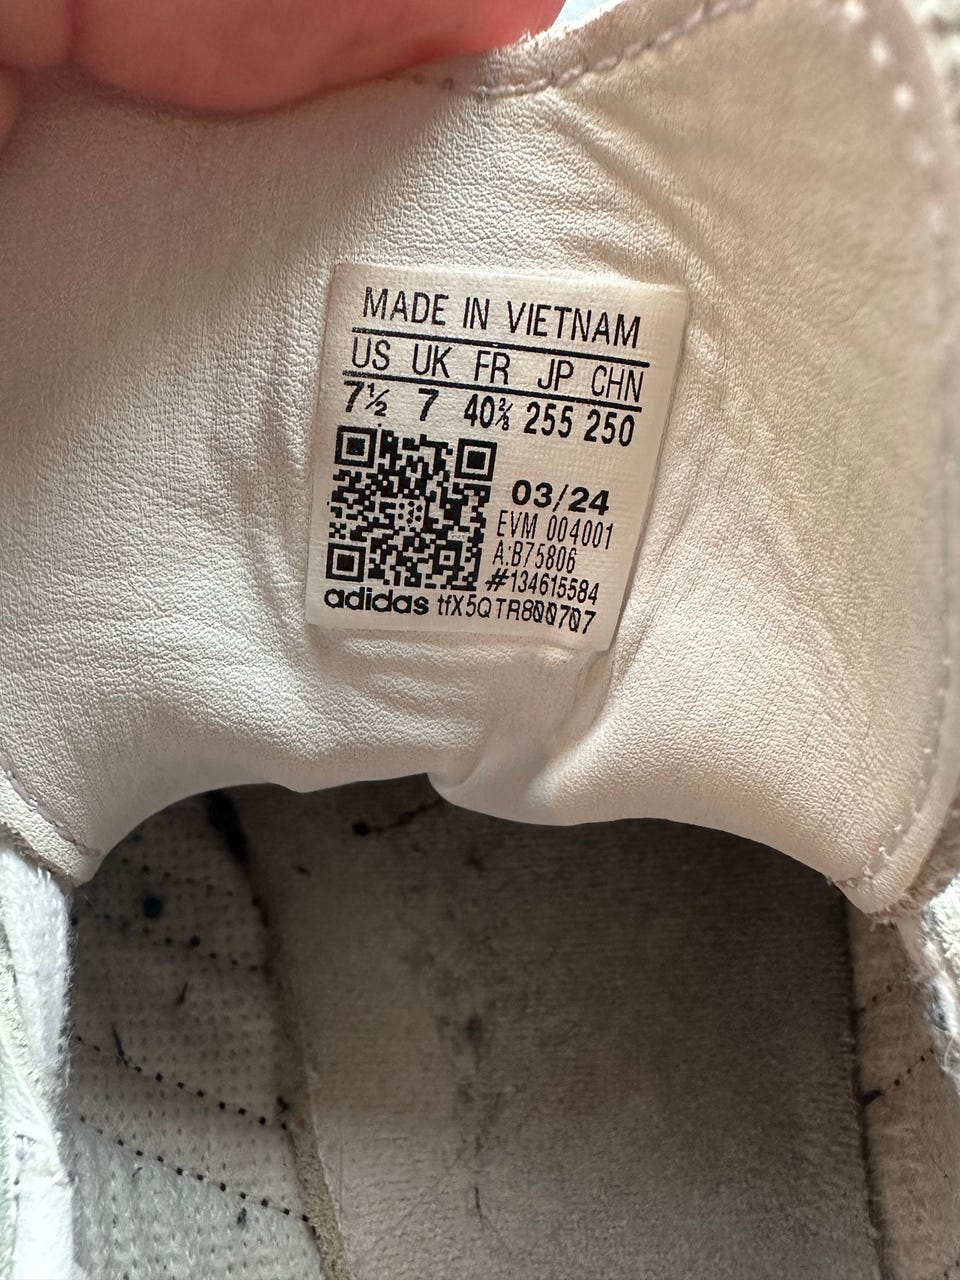 MADE IN VIETNAM
US UK FR JP CHN
7½ 7 40⅔ 255 250
03/24
EVM 004001
A:B75806
#134615584
adidas tfX5QTR800707